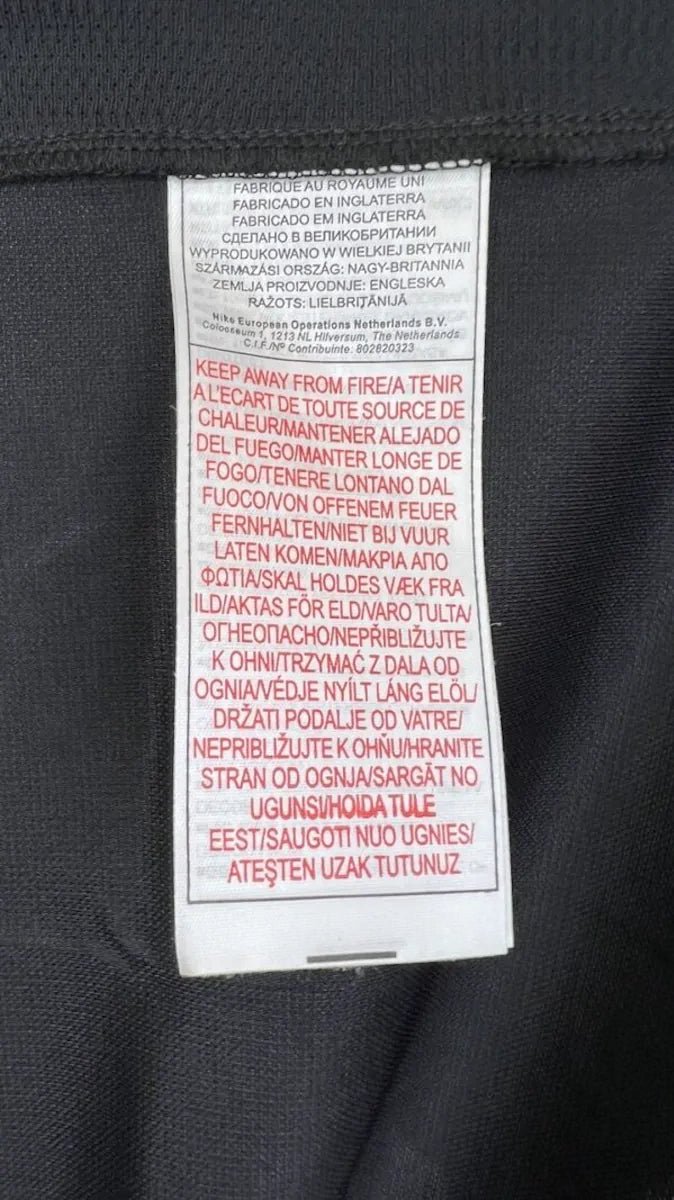 FABRIQUE AU ROYAUME UNI
FABRICADO EN INGLATERRA
FABRICADO EM INGLATERRA
СДЕЛАНО В ВЕЛИКОБРИТАНИИ
WYPRODUKOWANO W WIELKIEJ BRYTANII
SZÁRMAZÁSI ORSZÁG: NAGY-BRITANNIA
ZEMLJA PROIZVODNJE: ENGLESKA
RAŽOTS: LIELBRITĀNIJĀ
Nike European Operations Netherlands B.V.
Colosseum 1, 1213 NL Hilversum, The Netherlands
C.I.F./Nº Contribuinte: 802820323
KEEP AWAY FROM FIRE/A TENIR
A L'ECART DE TOUTE SOURCE DE
CHALEUR/MANTENER ALEJADO
DEL FUEGO/MANTER LONGE DE
FOGO/TENERE LONTANO DAL
FUOCO/VON OFFENEM FEUER
FERNHALTEN/NIET BIJ VUUR
LATEN KOMEN/ΜΑΚΡΙΑ ΑΠΟ
ΦΩΤΙΑ/SKAL HOLDES VÆK FRA
ILD/AKTAS FÖR ELD/VARO TULTA/
ОГНЕОПАСНО/NEPŘIBLIŽUJTE
K OHNI/TRZYMAĆ Z DALA OD
OGNIA/VÉDJE NYÍLT LÁNG ELÖL/
DRŽATI PODALJE OD VATRE/
NEPRIBLIŽUJTE K OHŇU/HRANITE
STRAN OD OGNJA/SARGĀT NO
UGUNSI/HOIDA TULE
EEST/SAUGOTI NUO UGNIES/
ATEŞTEN UZAK TUTUNUZ